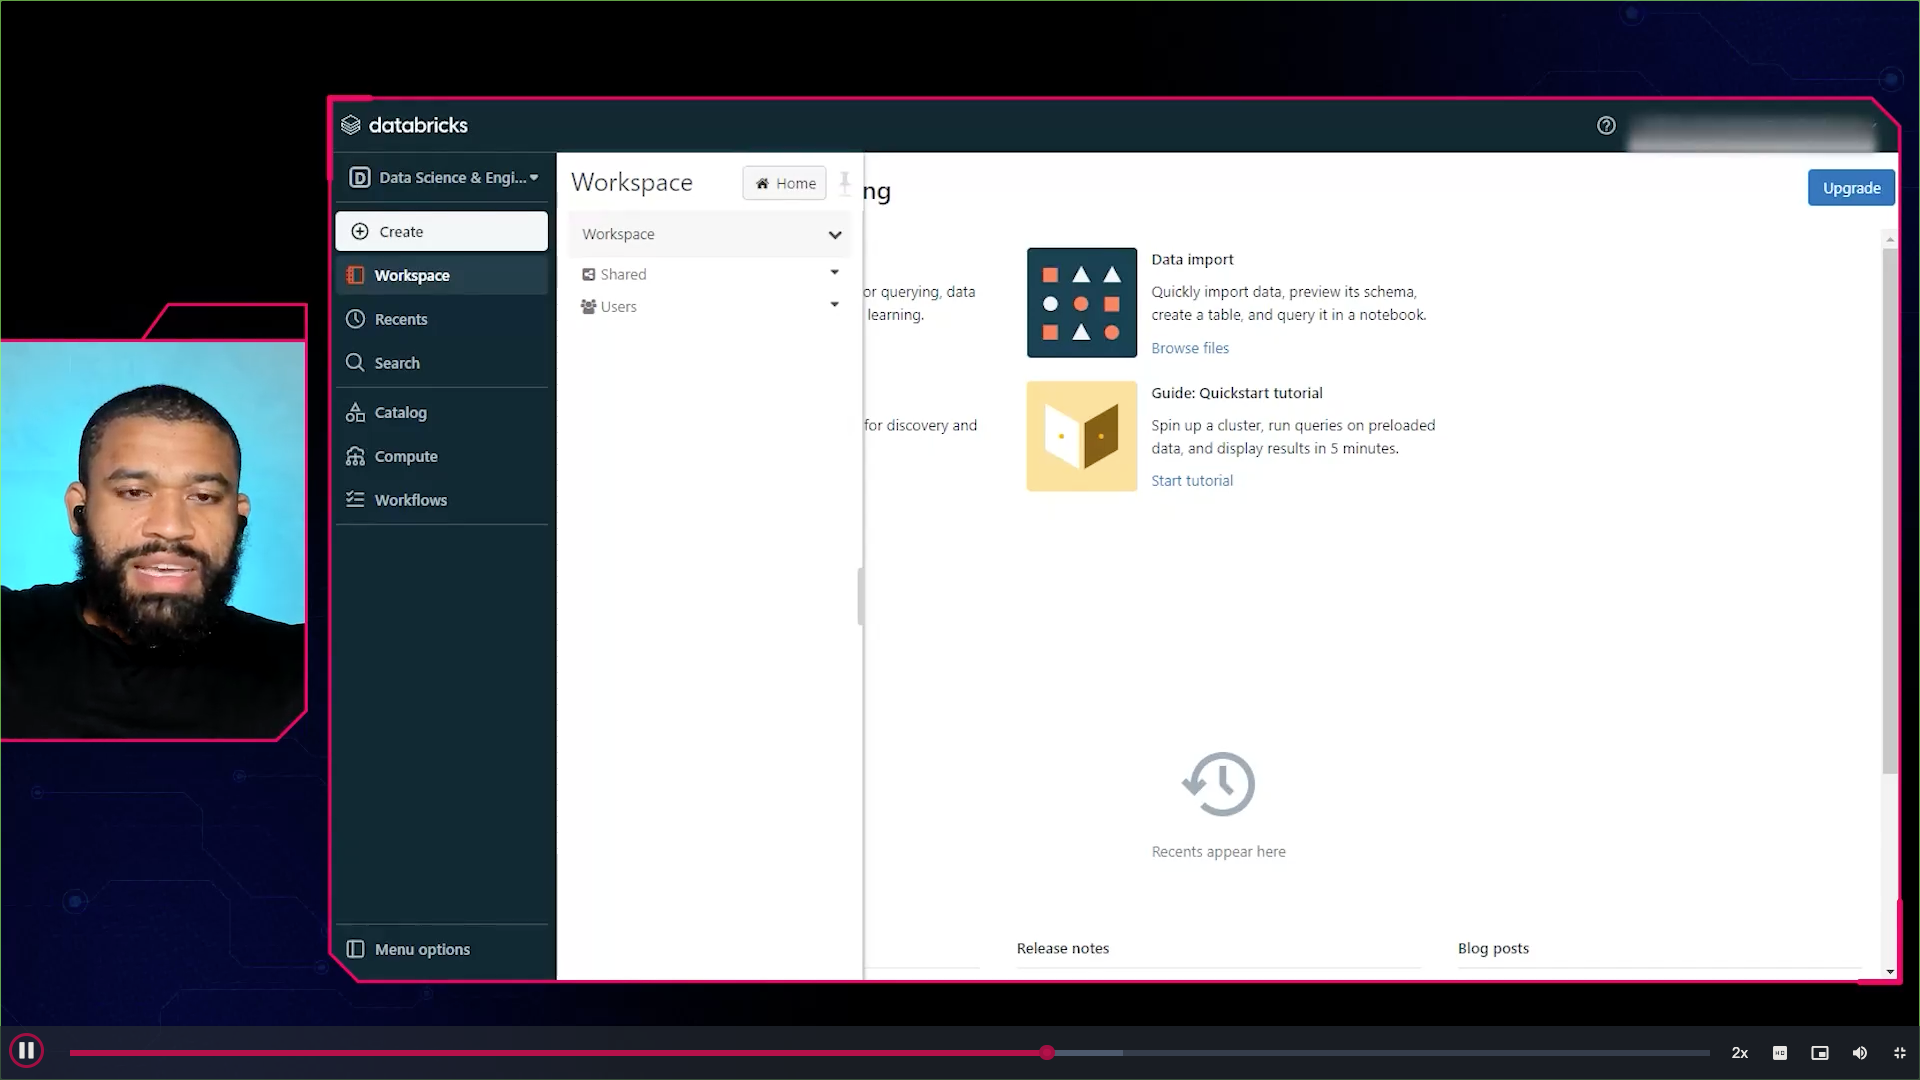 databricks
Data Science & Engi...
Create
Workspace
Recents
Search
Catalog
Compute
Workflows
Menu options
Workspace
Home
Workspace
Shared
Users
ng
Upgrade
or querying, data
learning.
for discovery and
Data import
Quickly import data, preview its schema,
create a table, and query it in a notebook.
Browse files
Guide: Quickstart tutorial
Spin up a cluster, run queries on preloaded
data, and display results in 5 minutes.
Start tutorial
Recents appear here
Release notes
Blog posts
2x
HD